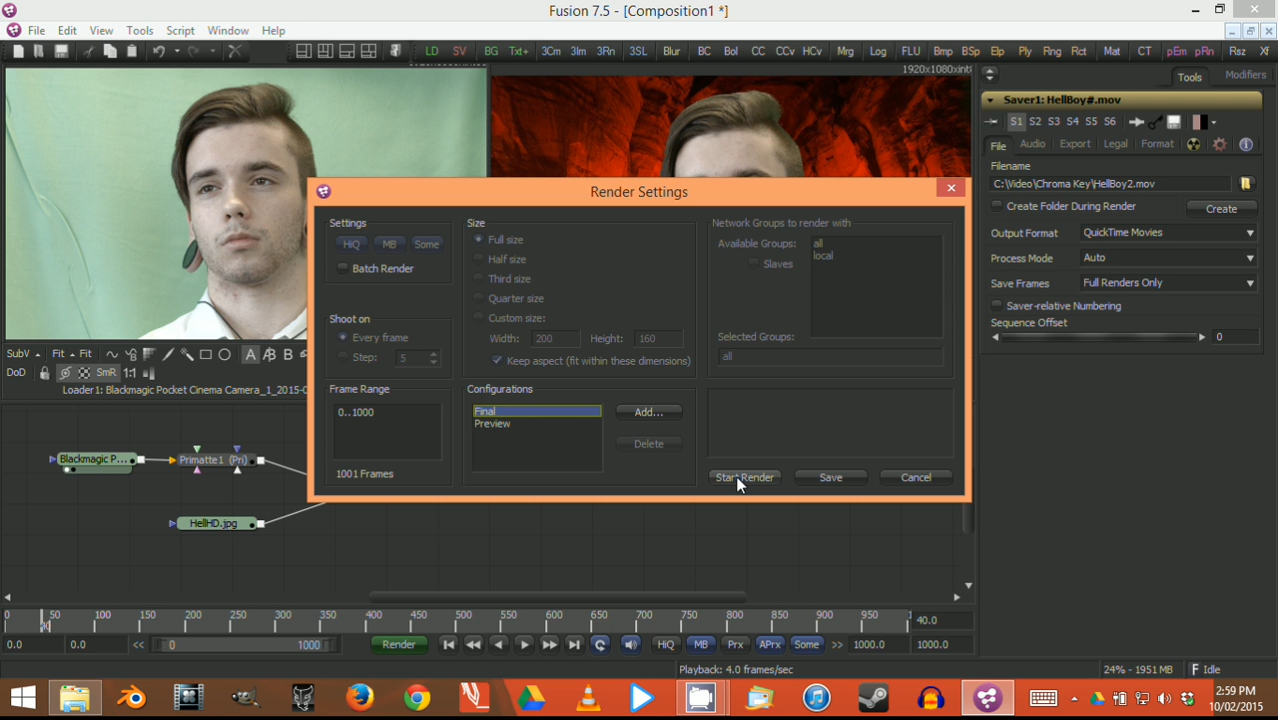 Fusion 7.5 - [Composition1 *]
File Edit View Tools Script Window Help
LD SV BG Txt+ 3Cm 3Im 3Rn 3SL Blur BC Bol CC CCv HCv Mrg Log FLU Bmp BSp Elp Ply Rng Rct Mat CT pEm pRn Rsz Xf
Tools Modifiers
Saver1: HellBoy#.mov
S1 S2 S3 S4 S5 S6
File Audio Export Legal Format
Filename
C:\Video\Chroma Key\HellBoy2.mov
Create Folder During Render Create
Output Format QuickTime Movies
Process Mode Auto
Save Frames Full Renders Only
Saver-relative Numbering
Sequence Offset
0
Render Settings
Settings
HiQ MB Some
Batch Render
Shoot on
Every frame
Step: 5
Frame Range
0..1000
1001 Frames
Size
Full size
Half size
Third size
Quarter size
Custom size:
Width: 200 Height: 160
Keep aspect (fit within these dimensions)
Configurations
Final
Preview
Add...
Delete
Network Groups to render with
Available Groups: all
local
Slaves
Selected Groups:
all
Start Render Save Cancel
SubV Fit Fit A B
DoD SmR 1:1
Loader1: Blackmagic Pocket Cinema Camera_1_2015-0
Blackmagic P... Primatte1 (Pri)
HellHD.jpg
0 50 100 150 200 250 300 350 400 450 500 550 600 650 700 750 800 850 900 950 40.0
0.0 0.0 << 0 1000 Render HiQ MB Prx APrx Some >> 1000.0 1000.0
Playback: 4.0 frames/sec 24% - 1951 MB Idle
2:59 PM
10/02/2015